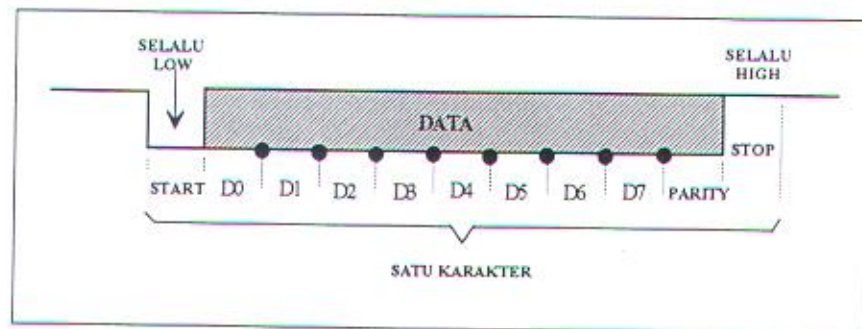 SELALU
LOW
SELALU
HIGH
DATA
STOP
START D0 D1 D2 D3 D4 D5 D6 D7 PARITY
SATU KARAKTER